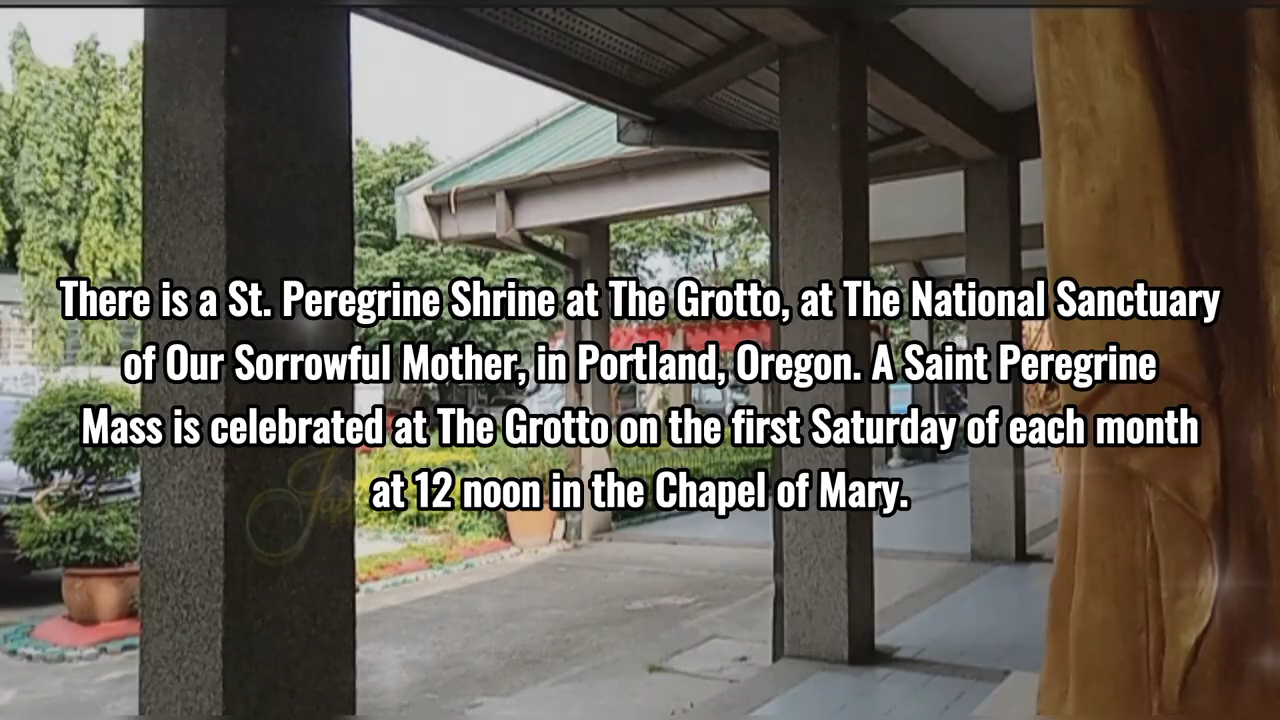 There is a St. Peregrine Shrine at The Grotto, at The National Sanctuary
of Our Sorrowful Mother, in Portland, Oregon. A Saint Peregrine
Mass is celebrated at The Grotto on the first Saturday of each month
at 12 noon in the Chapel of Mary.